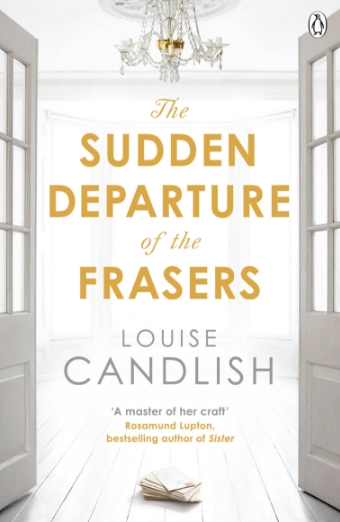 The
SUDDEN
DEPARTURE
of the
FRASERS
LOUISE
CANDLISH
‘A master of her craft’
Rosamund Lupton,
bestselling author of Sister